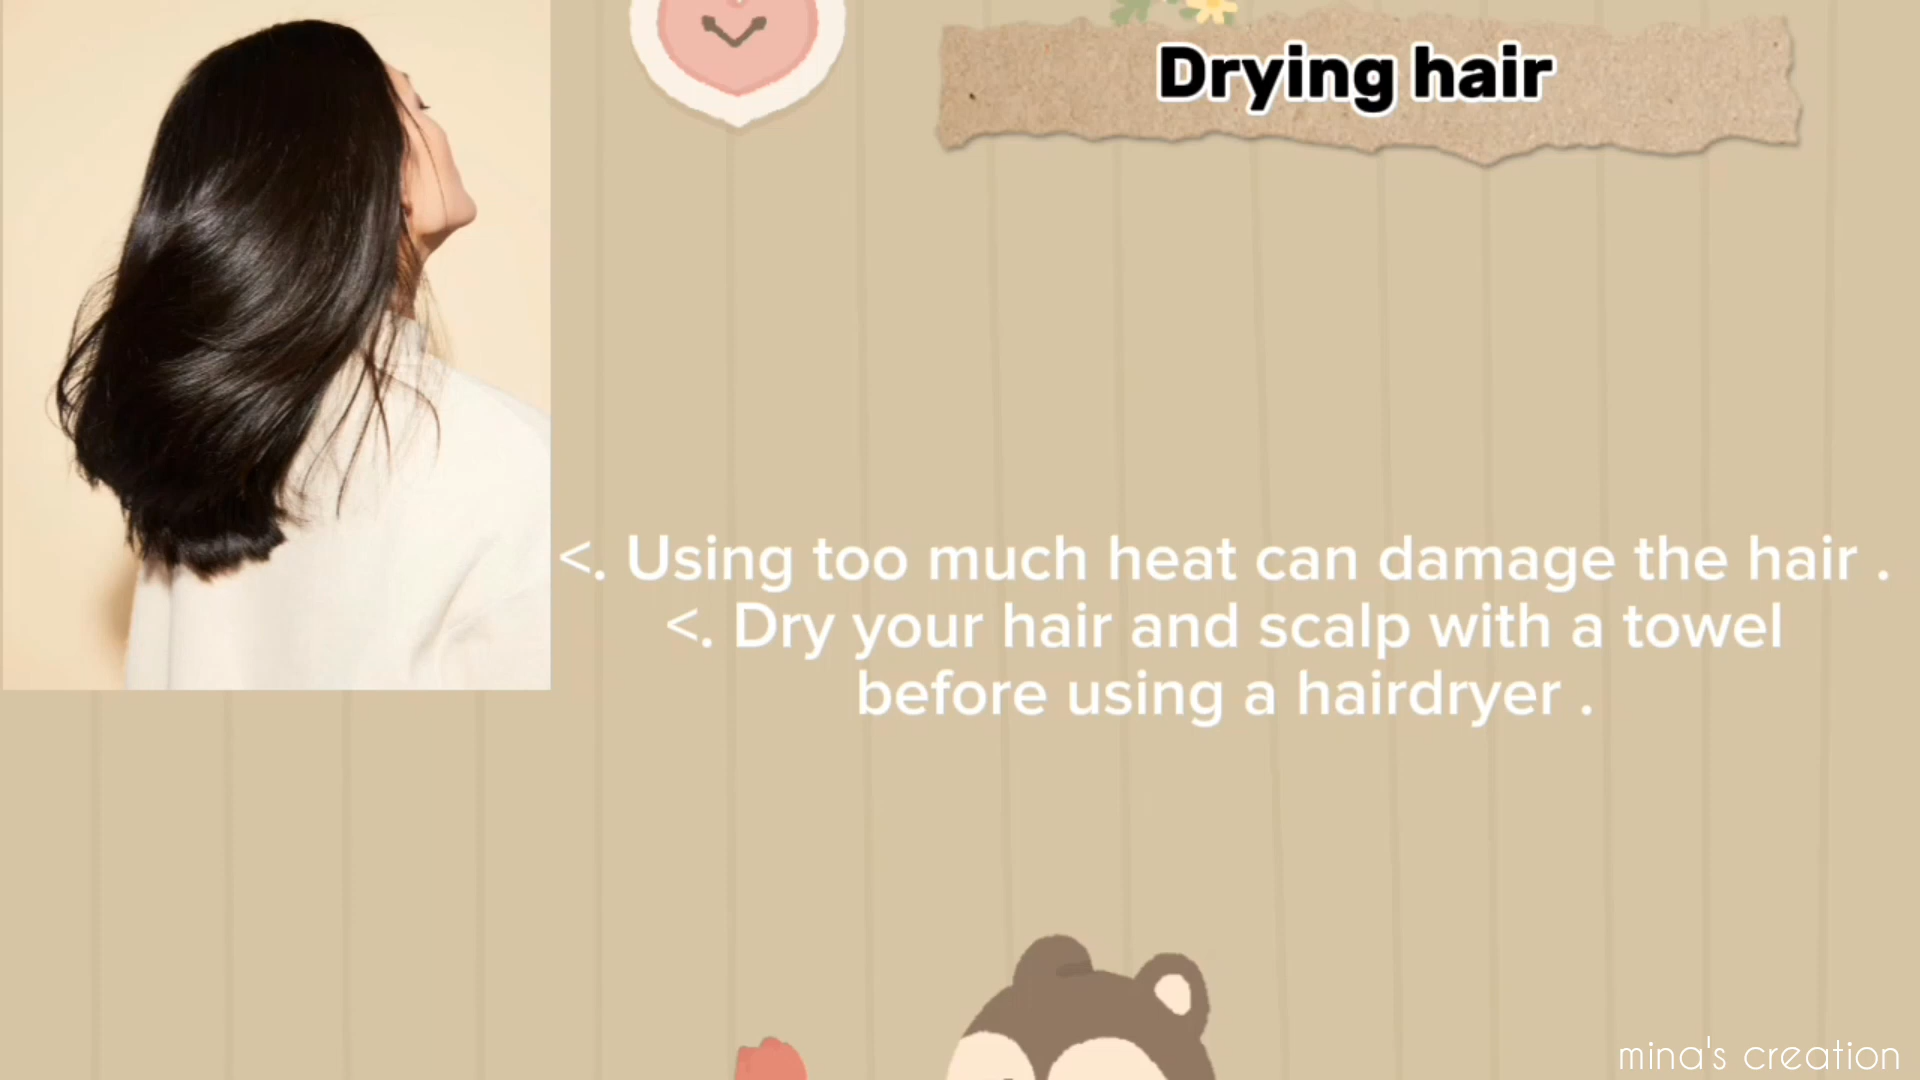 Drying hair
<. Using too much heat can damage the hair .
<. Dry your hair and scalp with a towel
before using a hairdryer .
mina's creation